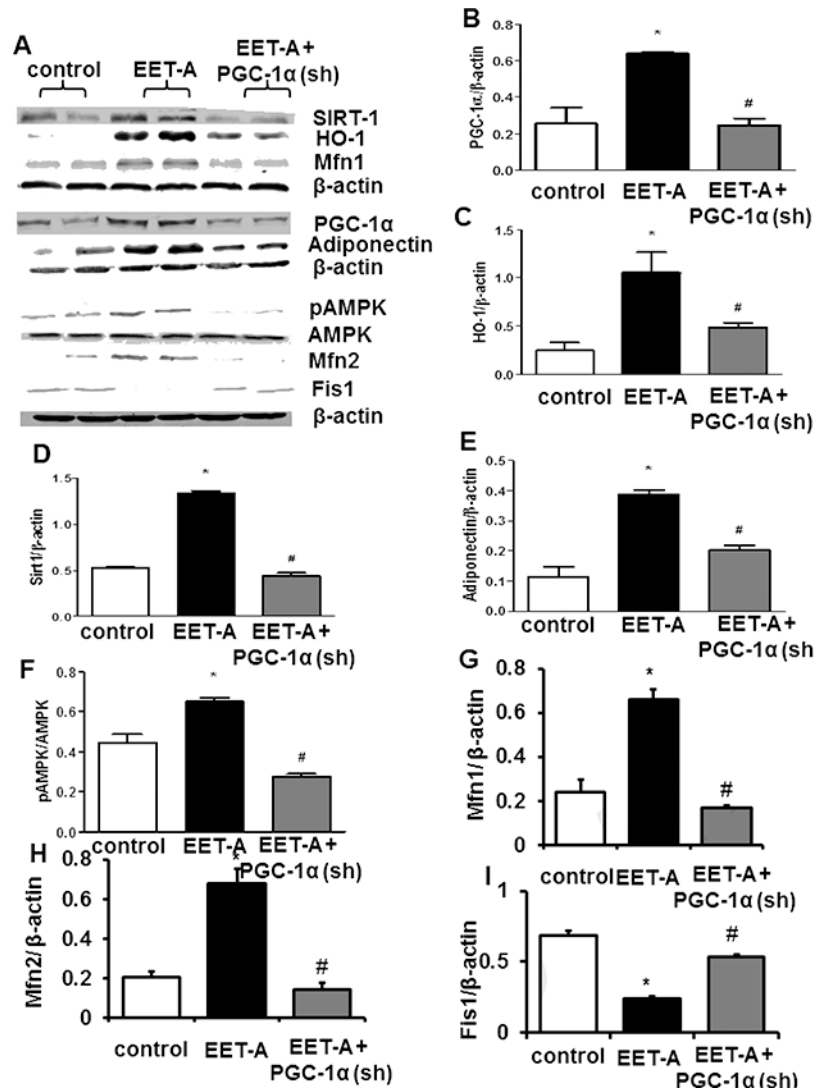 A
control
EET-A
EET-A+
PGC-1α (sh)
SIRT-1
HO-1
Mfn1
β-actin
PGC-1α
Adiponectin
β-actin
pAMPK
AMPK
Mfn2
Fis1
β-actin
B
PGC-1α/β-actin
0.8
0.6
0.4
0.2
0.0
*
#
control
EET-A
EET-A+
PGC-1α (sh)
C
HO-1/β-actin
1.5
1.0
0.5
0.0
*
#
control
EET-A
EET-A+
PGC-1α (sh)
D
Sirt1/β-actin
1.5
1.0
0.5
0.0
*
#
control
EET-A
EET-A+
PGC-1α (sh)
E
Adiponectin/β-actin
0.5
0.4
0.3
0.2
0.1
0.0
*
#
control
EET-A
EET-A+
PGC-1α (sh)
F
pAMPK/AMPK
0.8
0.6
0.4
0.2
0.0
*
#
control
EET-A
EET-A+
PGC-1α (sh)
G
Mfn1/β-actin
0.8
0.6
0.4
0.2
0
*
#
control
EET-A
EET-A+
PGC-1α (sh)
H
Mfn2/β-actin
0.8
0.6
0.4
0.2
0
*
#
control
EET-A
EET-A+
PGC-1α (sh)
I
Fis1/β-actin
1
0.5
0
*
#
control
EET-A
EET-A+
PGC-1α (sh)